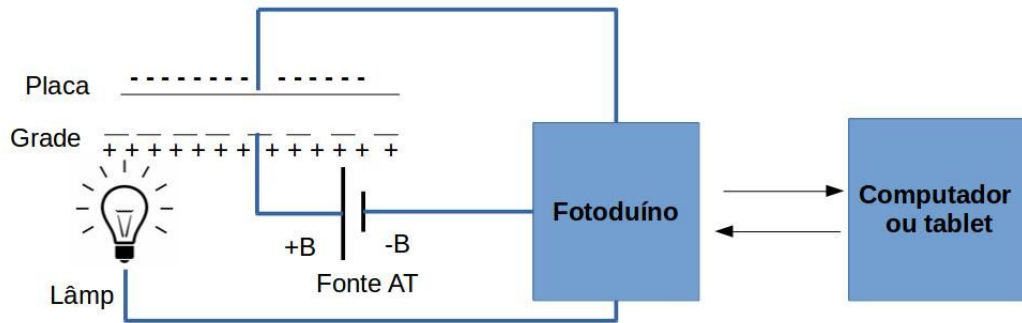 Placa
Grade
Lâmp
+B
-B
Fonte AT
Fotoduíno
Computador
ou tablet